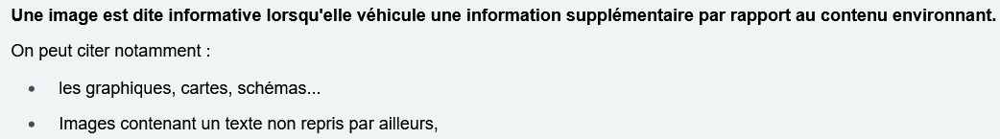 Une image est dite informative lorsqu'elle véhicule une information supplémentaire par rapport au contenu environnant.
On peut citer notamment :
• les graphiques, cartes, schémas...
• Images contenant un texte non repris par ailleurs,